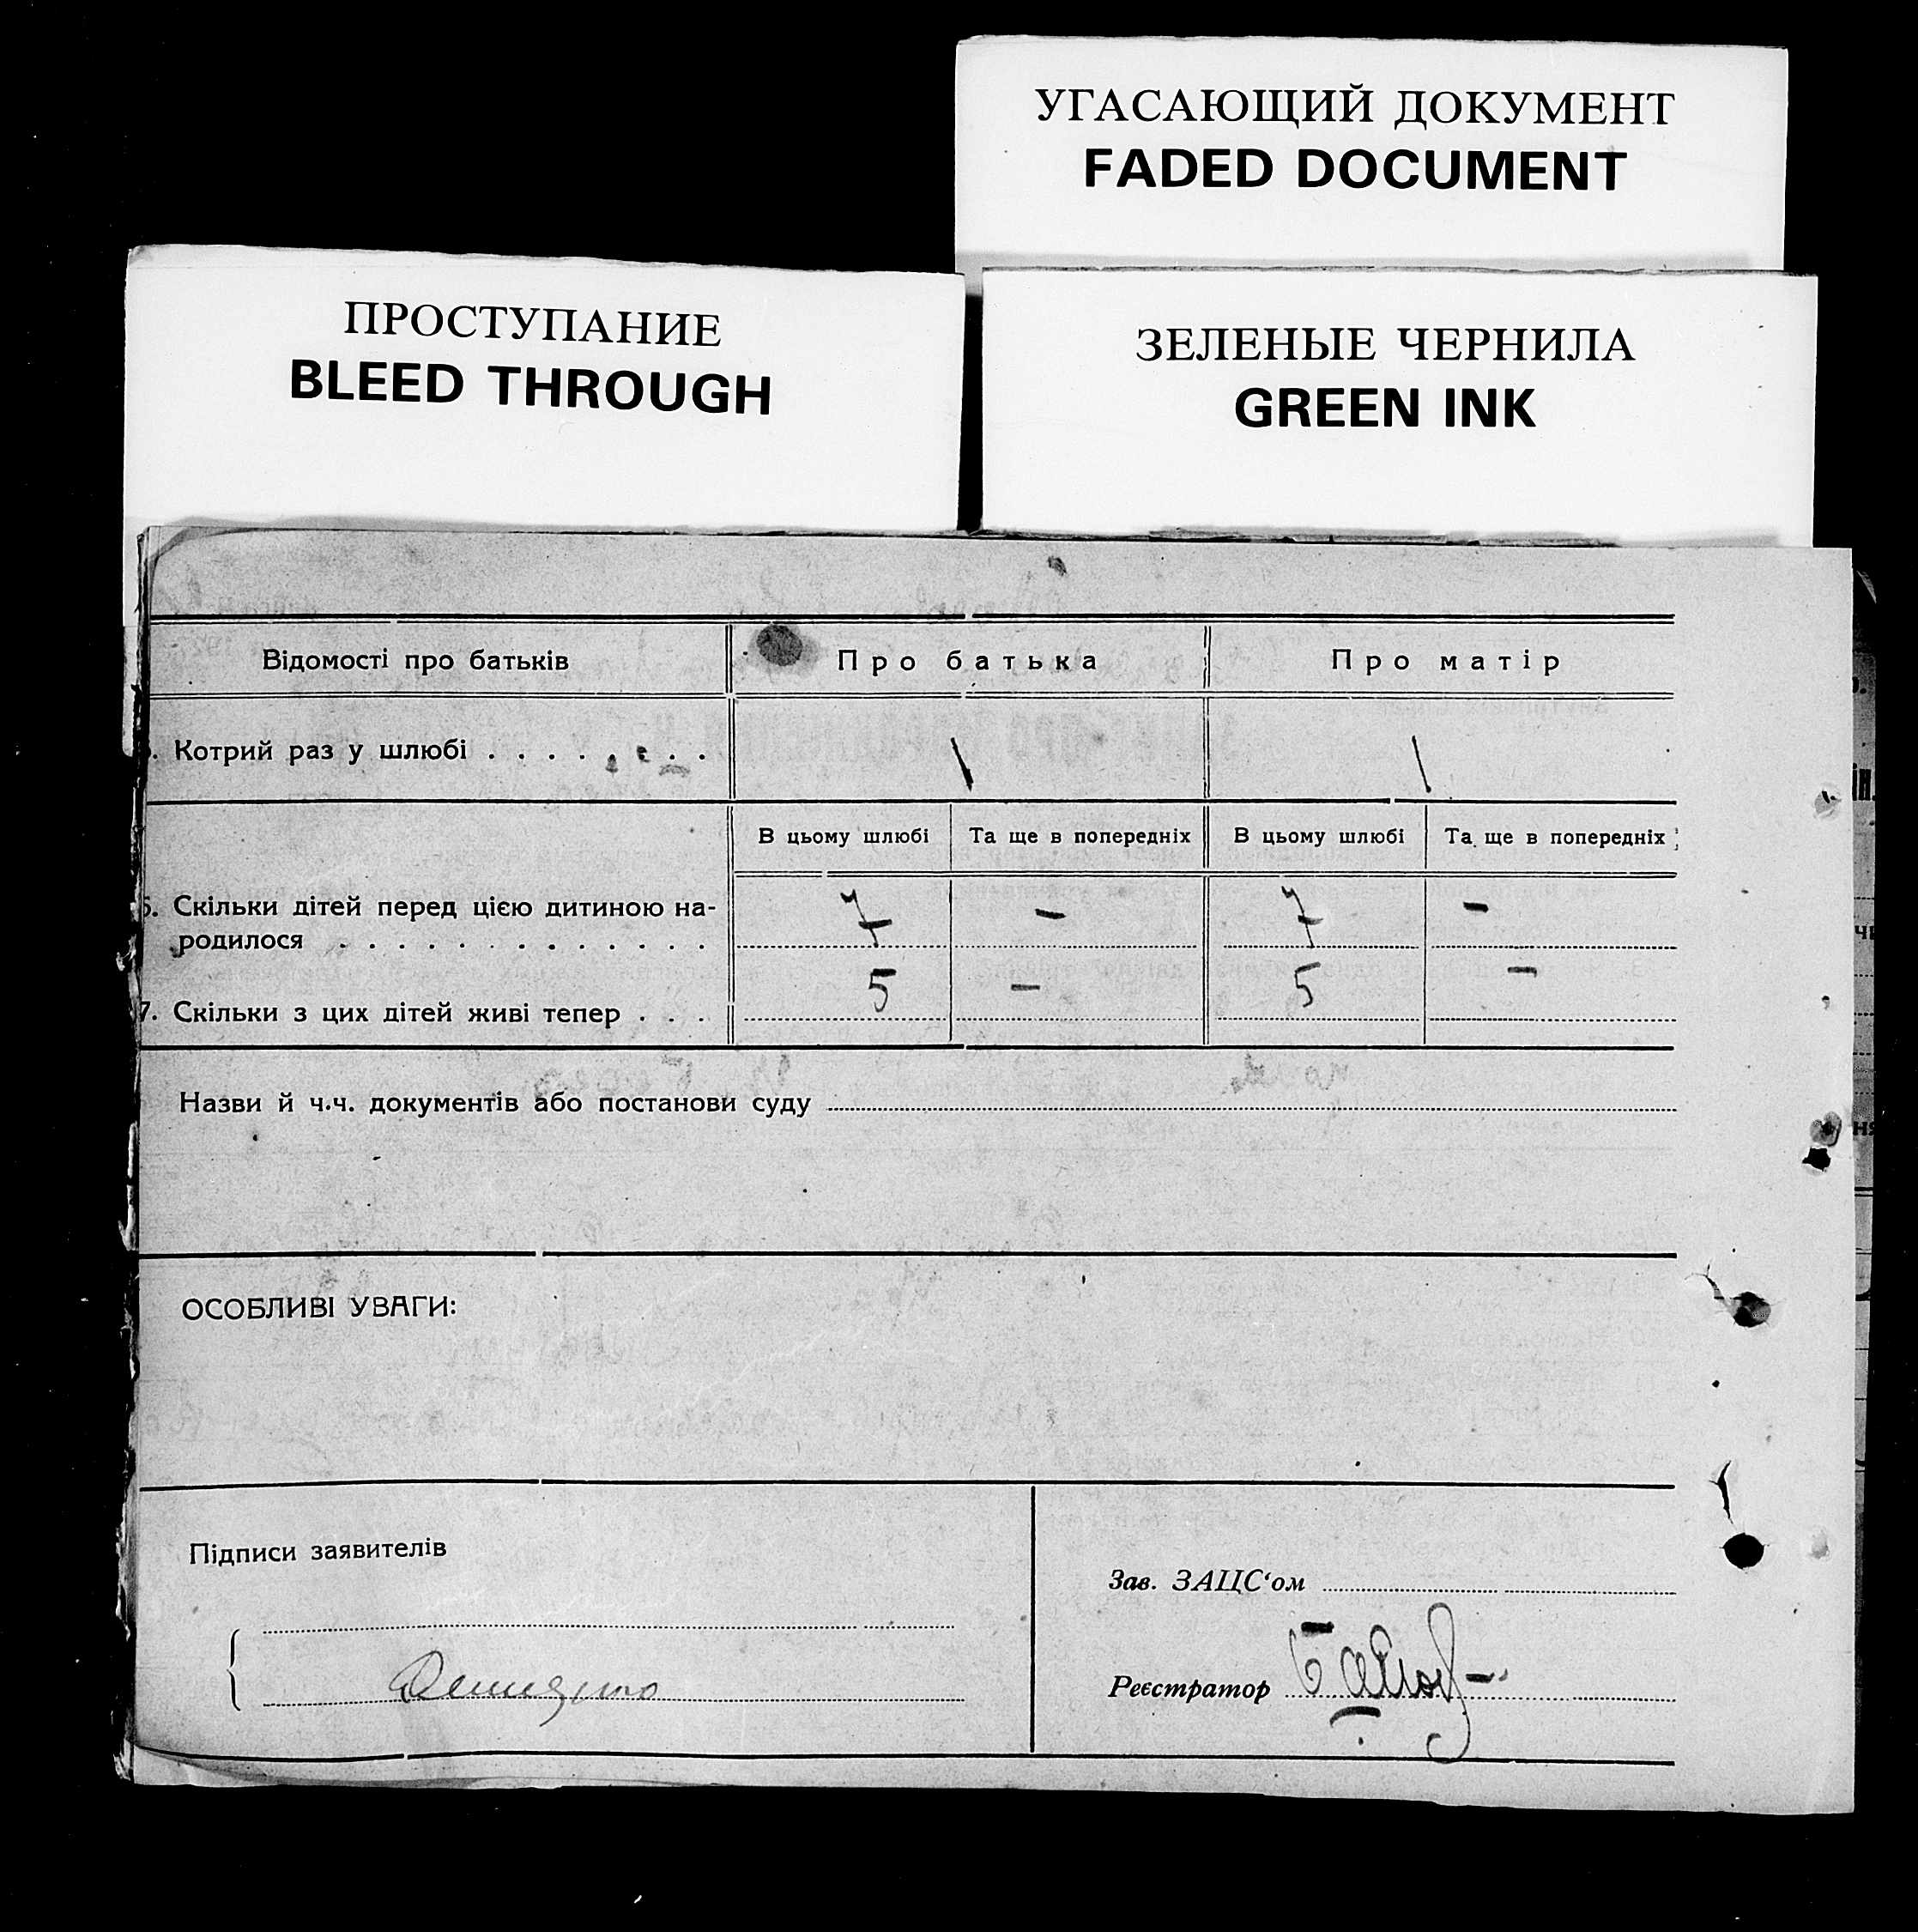 УГАСАЮЩИЙ ДОКУМЕНТ
FADED DOCUMENT
ПРОСТУПАНИЕ
BLEED THROUGH
ЗЕЛЕНЫЕ ЧЕРНИЛА
GREEN INK
Відомості про батьків Про батька Про матір
Котрий раз у шлюбі . . . . . . . . \ \
В цьому шлюбі Та ще в попередніх В цьому шлюбі Та ще в попередніх
Скільки дітей перед цією дитиною на-
родилося . . . . . . . . . . . . . 7 – 7 –
7. Скільки з цих дітей живі тепер . . . 5 – 5 –
Назви й ч.ч. документів або постанови суду
ОСОБЛИВІ УВАГИ:
Підписи заявителів
Зав. ЗАЦС‘ом
Реєстратор